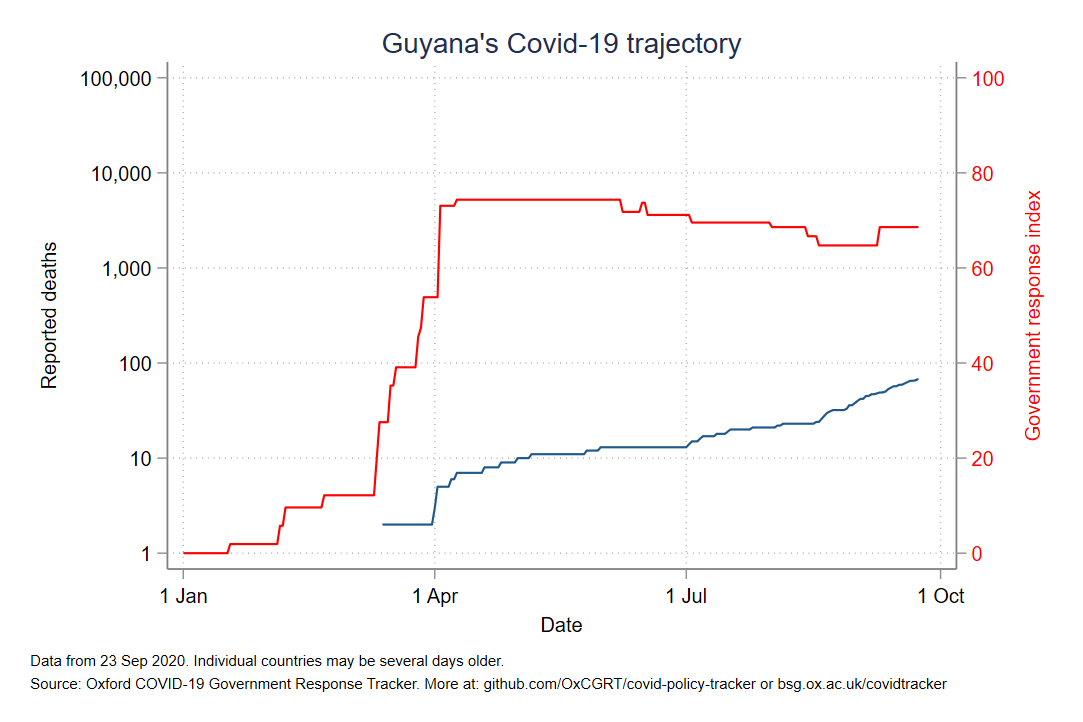 Guyana's Covid-19 trajectory
100,000
10,000
1,000
100
10
1
Reported deaths
100
80
60
40
20
0
Government response index
1 Jan
1 Apr
1 Jul
1 Oct
Date
Data from 23 Sep 2020. Individual countries may be several days older.
Source: Oxford COVID-19 Government Response Tracker. More at: github.com/OxCGRT/covid-policy-tracker or bsg.ox.ac.uk/covidtracker